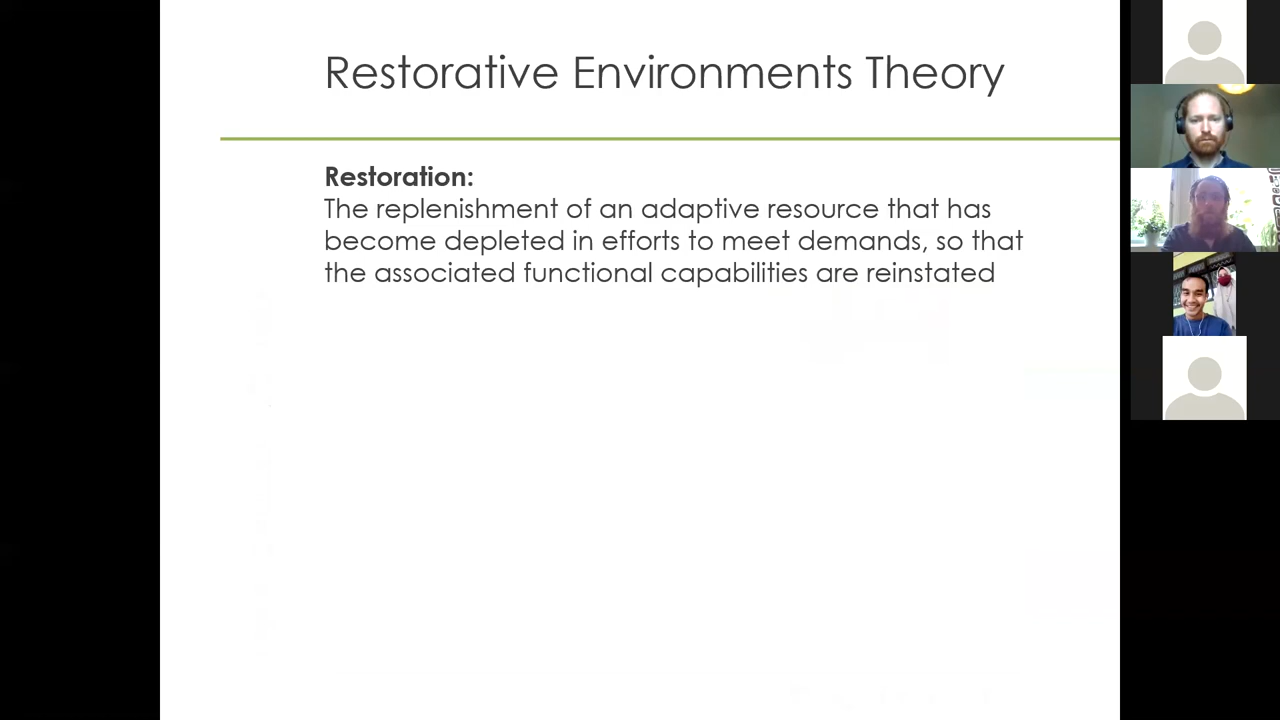 Restorative Environments Theory
Restoration:
The replenishment of an adaptive resource that has
become depleted in efforts to meet demands, so that
the associated functional capabilities are reinstated